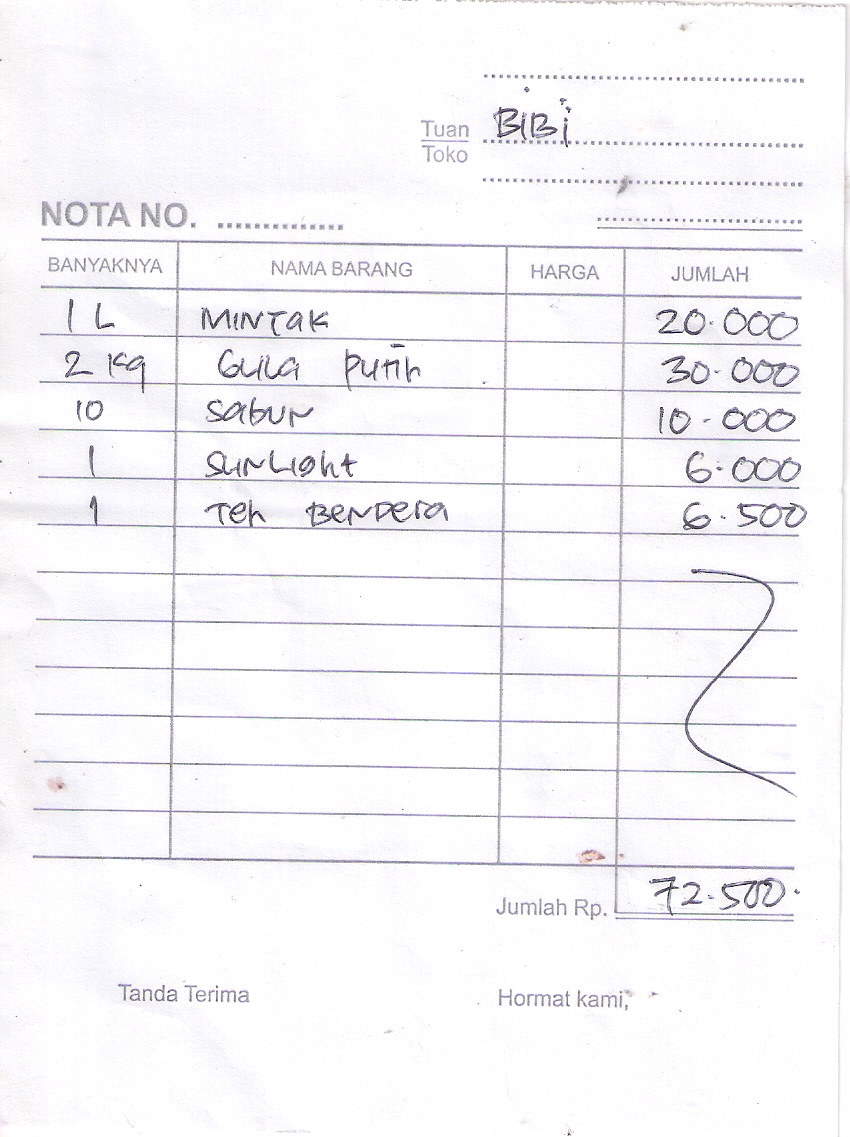 Tuan BiBi
Toko
NOTA NO. ................
BANYAKNYA NAMA BARANG HARGA JUMLAH
1 L MINTAK 20.000
2 Kg Gula Putih 30.000
10 Sabun 10.000
1 Sunlight 6.000
1 Teh Bendera 6.500
Jumlah Rp. 72.500
Tanda Terima Hormat kami,